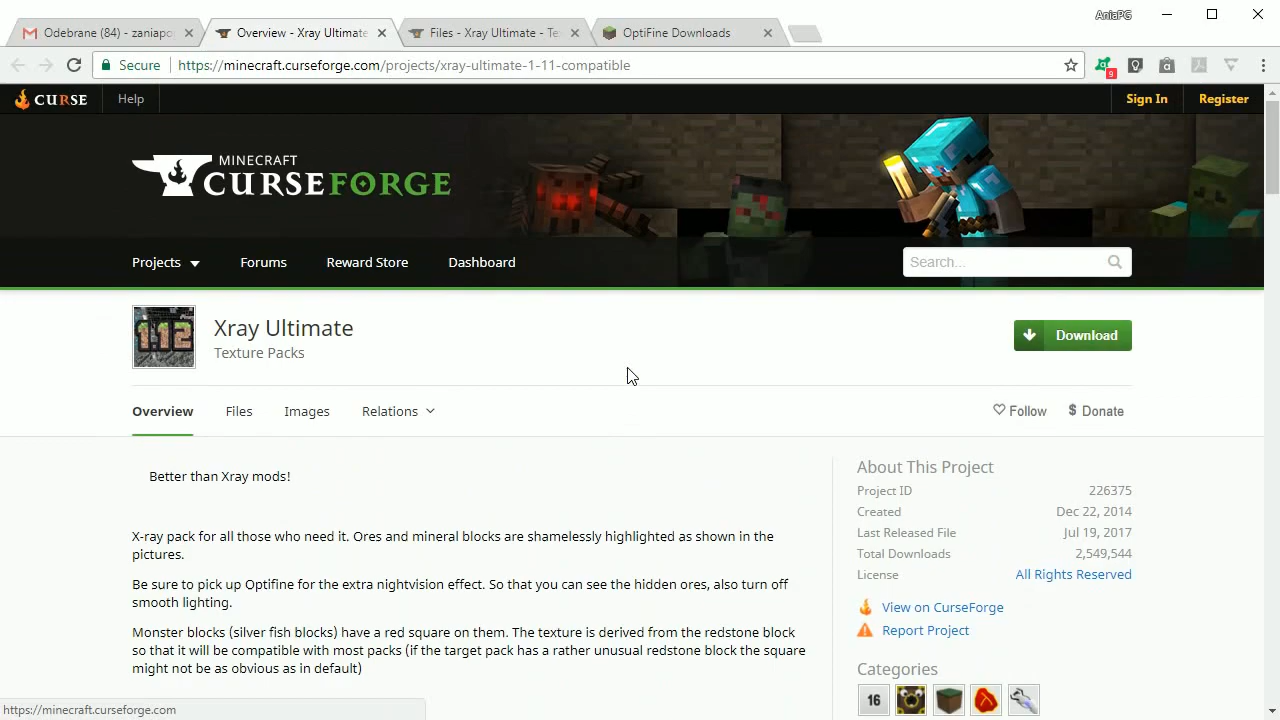 Odebrane (84) - zaniapo
Overview - Xray Ultimate
Files - Xray Ultimate - Te
OptiFine Downloads
AniaPG
Secure
https://minecraft.curseforge.com/projects/xray-ultimate-1-11-compatible
9
CURSE
Help
Sign In
Register
MINECRAFT
CURSEFORGE
Projects
Forums
Reward Store
Dashboard
Search...
1.12
Xray Ultimate
Texture Packs
Download
Overview
Files
Images
Relations
Follow
$ Donate
Better than Xray mods!
X-ray pack for all those who need it. Ores and mineral blocks are shamelessly highlighted as shown in the
pictures.
Be sure to pick up Optifine for the extra nightvision effect. So that you can see the hidden ores, also turn off
smooth lighting.
Monster blocks (silver fish blocks) have a red square on them. The texture is derived from the redstone block
so that it will be compatible with most packs (if the target pack has a rather unusual redstone block the square
might not be as obvious as in default)
About This Project
Project ID 226375
Created Dec 22, 2014
Last Released File Jul 19, 2017
Total Downloads 2,549,544
License All Rights Reserved
View on CurseForge
Report Project
Categories
16
https://minecraft.curseforge.com